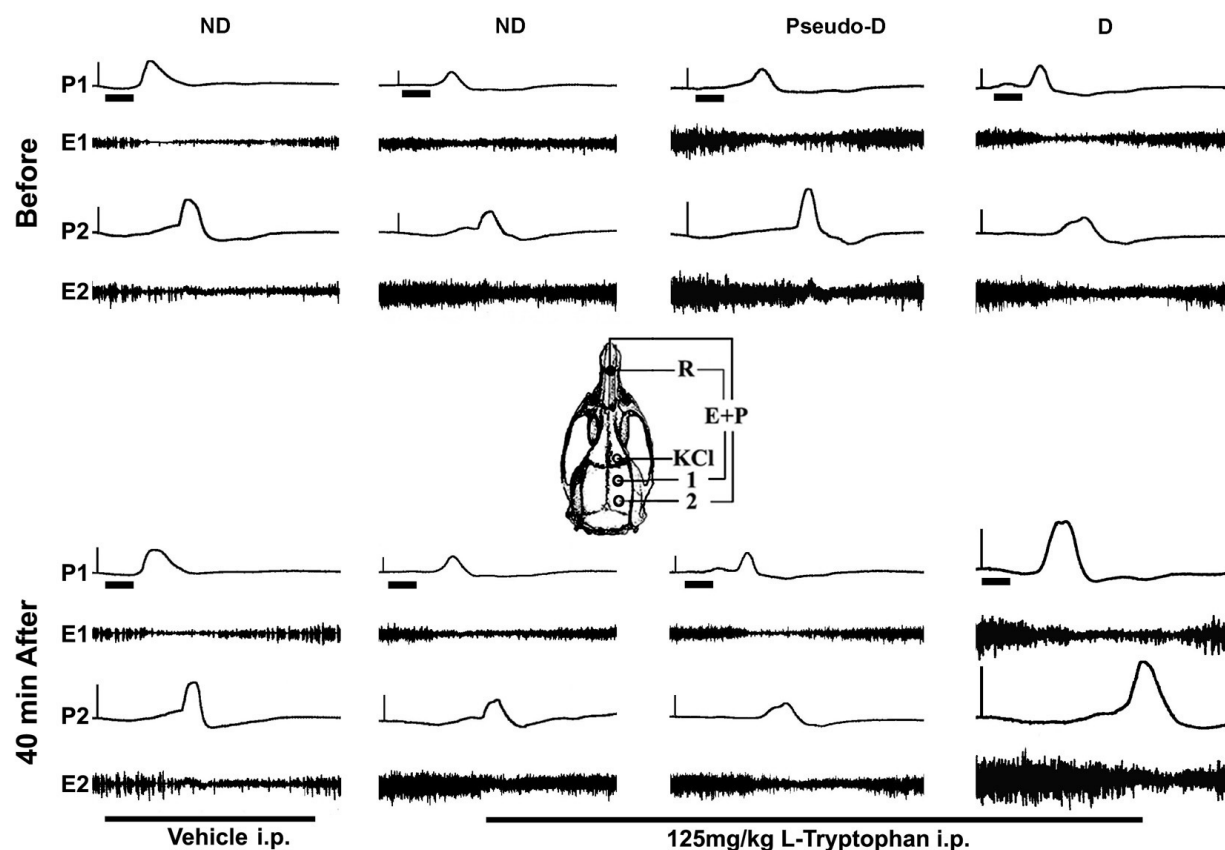 ND ND Pseudo-D D
Before
P1
E1
P2
E2
R
E+P
KCl
1
2
40 min After
P1
E1
P2
E2
Vehicle i.p. 125mg/kg L-Tryptophan i.p.